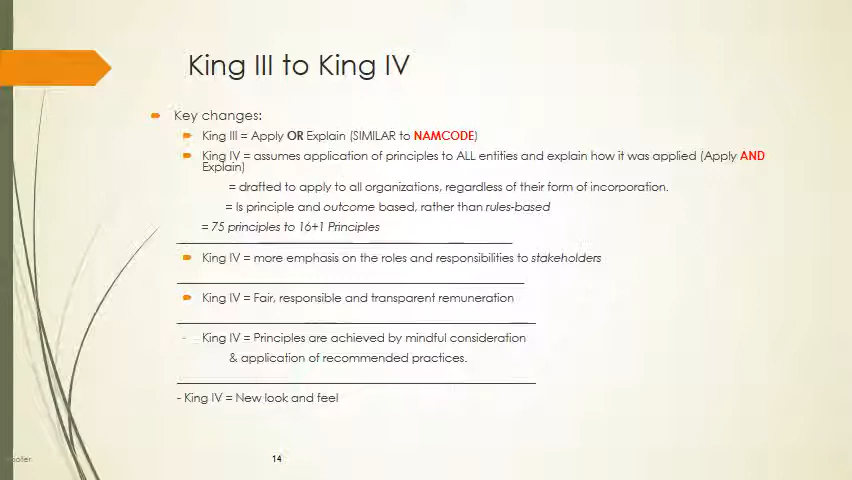 King III to King IV
Key changes:
King III = Apply OR Explain (SIMILAR to NAMCODE)
King IV = assumes application of principles to ALL entities and explain how it was applied (Apply AND
Explain)
= drafted to apply to all organizations, regardless of their form of incorporation.
= Is principle and outcome based, rather than rules-based
= 75 principles to 16+1 Principles
King IV = more emphasis on the roles and responsibilities to stakeholders
King IV = Fair, responsible and transparent remuneration
- King IV = Principles are achieved by mindful consideration
& application of recommended practices.
- King IV = New look and feel
14